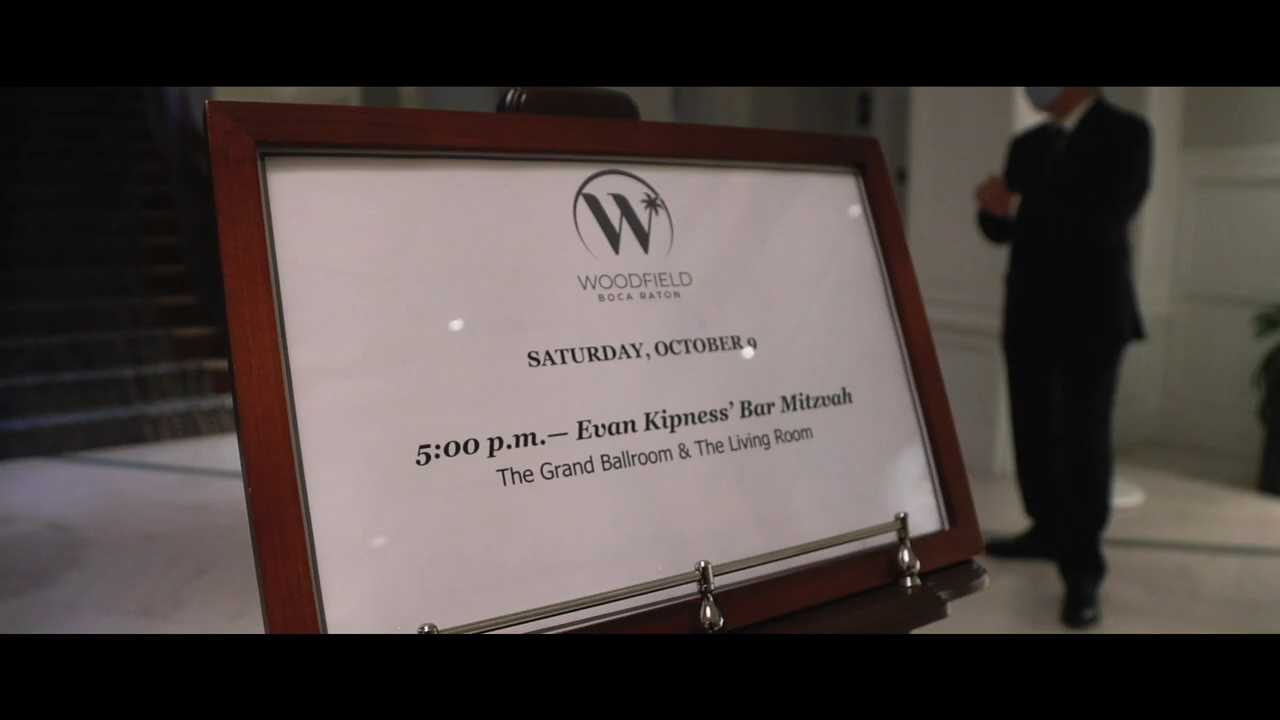 W
WOODFIELD
BOCA RATON
SATURDAY, OCTOBER 9
5:00 p.m.— Evan Kipness’ Bar Mitzvah
The Grand Ballroom & The Living Room